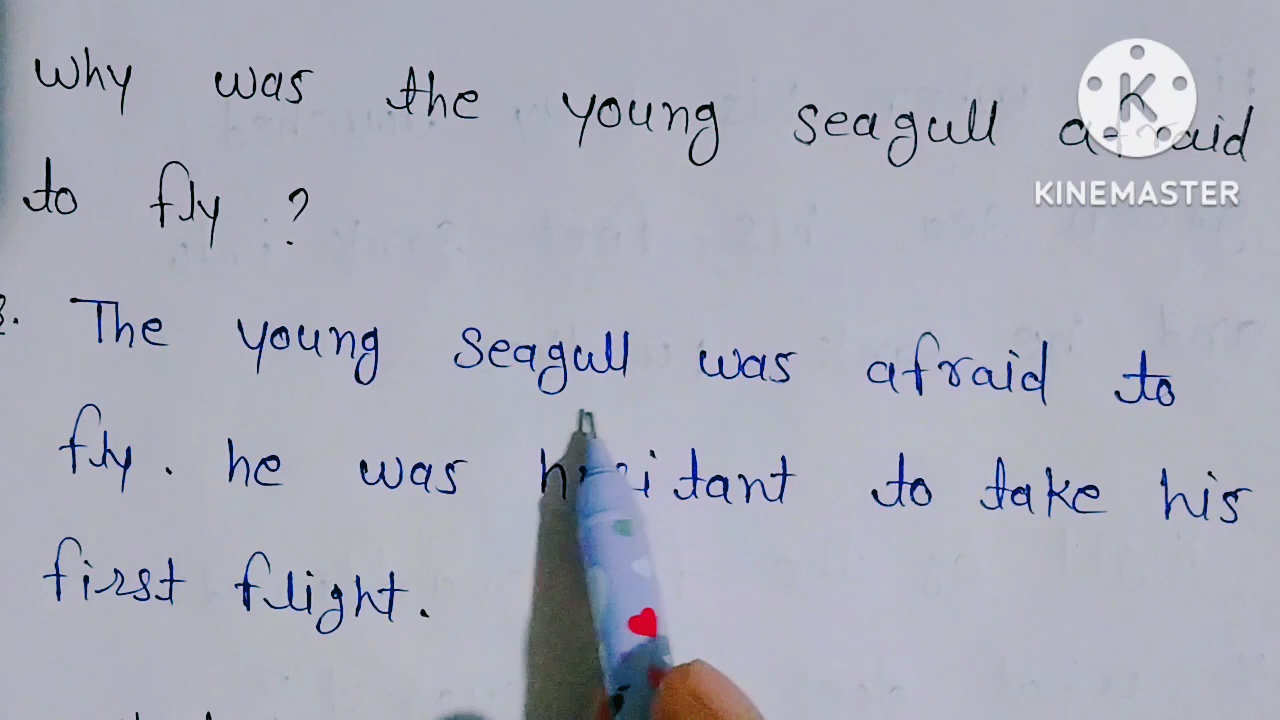 Why was the young seagull afraid
to fly ?
K
KINEMASTER
The young seagull was afraid to
fly. he was to take his
first flight.